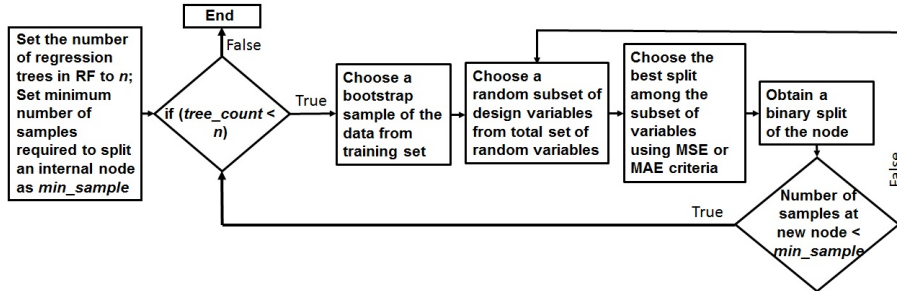 End
False
Set the number
of regression
trees in RF to n;
Set minimum
number of
samples
required to split
an internal node
as min_sample
if (tree_count <
n)
True
Choose a
bootstrap
sample of the
data from
training set
Choose a
random subset
of design
variables
from total set of
random variables
Choose the
best split
among the
subset of
variables
using MSE or
MAE criteria
Obtain a
binary split
of the node
False
Number of
samples at
new node <
min_sample
True